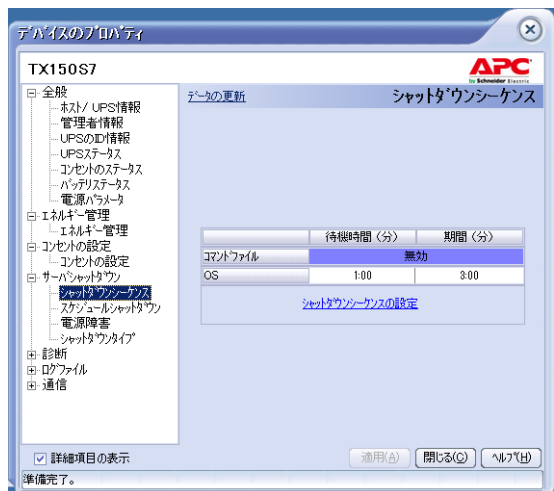 デバイスのプロパティ
TX150S7
APC
by Schneider Electric
全般
ホスト/ UPS情報
管理者情報
UPSのID情報
UPSステータス
コンセントのステータス
バッテリステータス
電源パラメータ
エネルギー管理
エネルギー管理
コンセントの設定
コンセントの設定
サーバシャットダウン
シャットダウンシーケンス
スケジュールシャットダウン
電源障害
シャットダウンタイプ
診断
ログファイル
通信
データの更新
シャットダウンシーケンス
待機時間（分） 期間（分）
コマンドファイル 無効
OS 1:00 3:00
シャットダウンシーケンスの設定
詳細項目の表示
適用(A) 閉じる(C) ヘルプ(H)
準備完了。